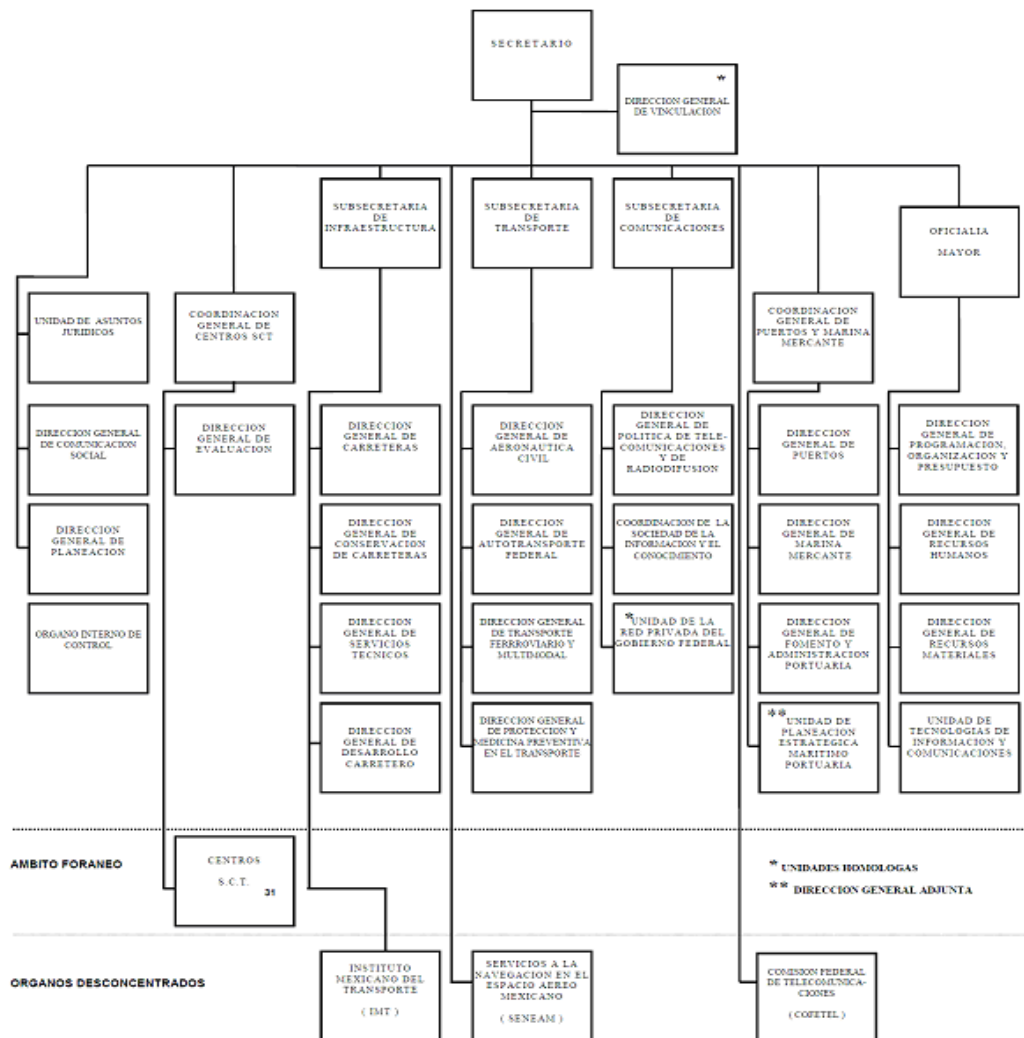 SECRETARIO
*
DIRECCION GENERAL
DE VINCULACION
SUBSECRETARIA
DE
INFRAESTRUCTURA
SUBSECRETARIA
DE
TRANSPORTE
SUBSECRETARIA
DE
COMUNICACIONES
OFICIALIA
MAYOR
UNIDAD DE ASUNTOS
JURIDICOS
COORDINACION
GENERAL DE
CENTROS SCT
COORDINACION
GENERAL DE
PUERTOS Y MARINA
MERCANTE
DIRECCION GENERAL
DE COMUNICACION
SOCIAL
DIRECCION
GENERAL DE
EVALUACION
DIRECCION
GENERAL DE
CARRETERAS
DIRECCION
GENERAL DE
AERONAUTICA
CIVIL
DIRECCION
GENERAL DE
POLITICA DE TELE-
COMUNICACIONES
Y DE
RADIODIFUSION
DIRECCION
GENERAL DE
PUERTOS
DIRECCION
GENERAL DE
PROGRAMACION,
ORGANIZACION Y
PRESUPUESTO
DIRECCION
GENERAL DE
PLANEACION
DIRECCION
GENERAL DE
CONSERVACION
DE CARRETERAS
DIRECCION
GENERAL DE
AUTOTRANSPORTE
FEDERAL
COORDINACION DE LA
SOCIEDAD DE LA
INFORMACION Y EL
CONOCIMIENTO
DIRECCION
GENERAL DE
MARINA
MERCANTE
DIRECCION
GENERAL DE
RECURSOS
HUMANOS
ORGANO INTERNO DE
CONTROL
DIRECCION
GENERAL DE
SERVICIOS
TECNICOS
DIRECCION GENERAL
DE TRANSPORTE
FERRROVIARIO Y
MULTIMODAL
*UNIDAD DE LA
RED PRIVADA DEL
GOBIERNO FEDERAL
DIRECCION
GENERAL DE
FOMENTO Y
ADMINISTRACION
PORTUARIA
DIRECCION
GENERAL DE
RECURSOS
MATERIALES
DIRECCION
GENERAL DE
DESARROLLO
CARRETERO
DIRECCION GENERAL
DE PROTECCION Y
MEDICINA PREVENTIVA
EN EL TRANSPORTE
** UNIDAD DE
PLANEACION
ESTRATEGICA
MARITIMO
PORTUARIA
UNIDAD DE
TECNOLOGIAS DE
INFORMACION Y
COMUNICACIONES
AMBITO FORANEO
CENTROS
S.C.T.
31
* UNIDADES HOMOLOGAS
** DIRECCION GENERAL ADJUNTA
ORGANOS DESCONCENTRADOS
INSTITUTO
MEXICANO DEL
TRANSPORTE
( IMT )
SERVICIOS A LA
NAVEGACION EN EL
ESPACIO AEREO
MEXICANO
( SENEAM )
COMISION FEDERAL
DE TELECOMUNICA-
CIONES
( COFETEL )